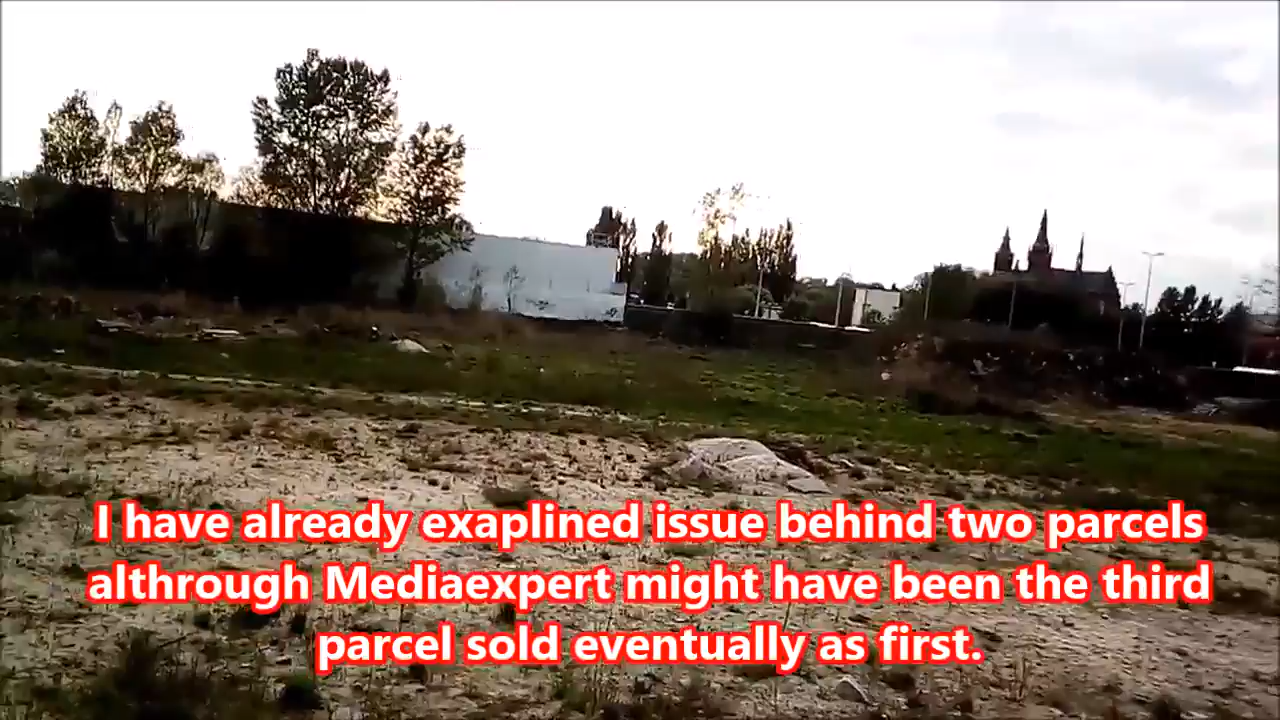 I have already exaplined issue behind two parcels
althrough Mediaexpert might have been the third
parcel sold eventually as first.